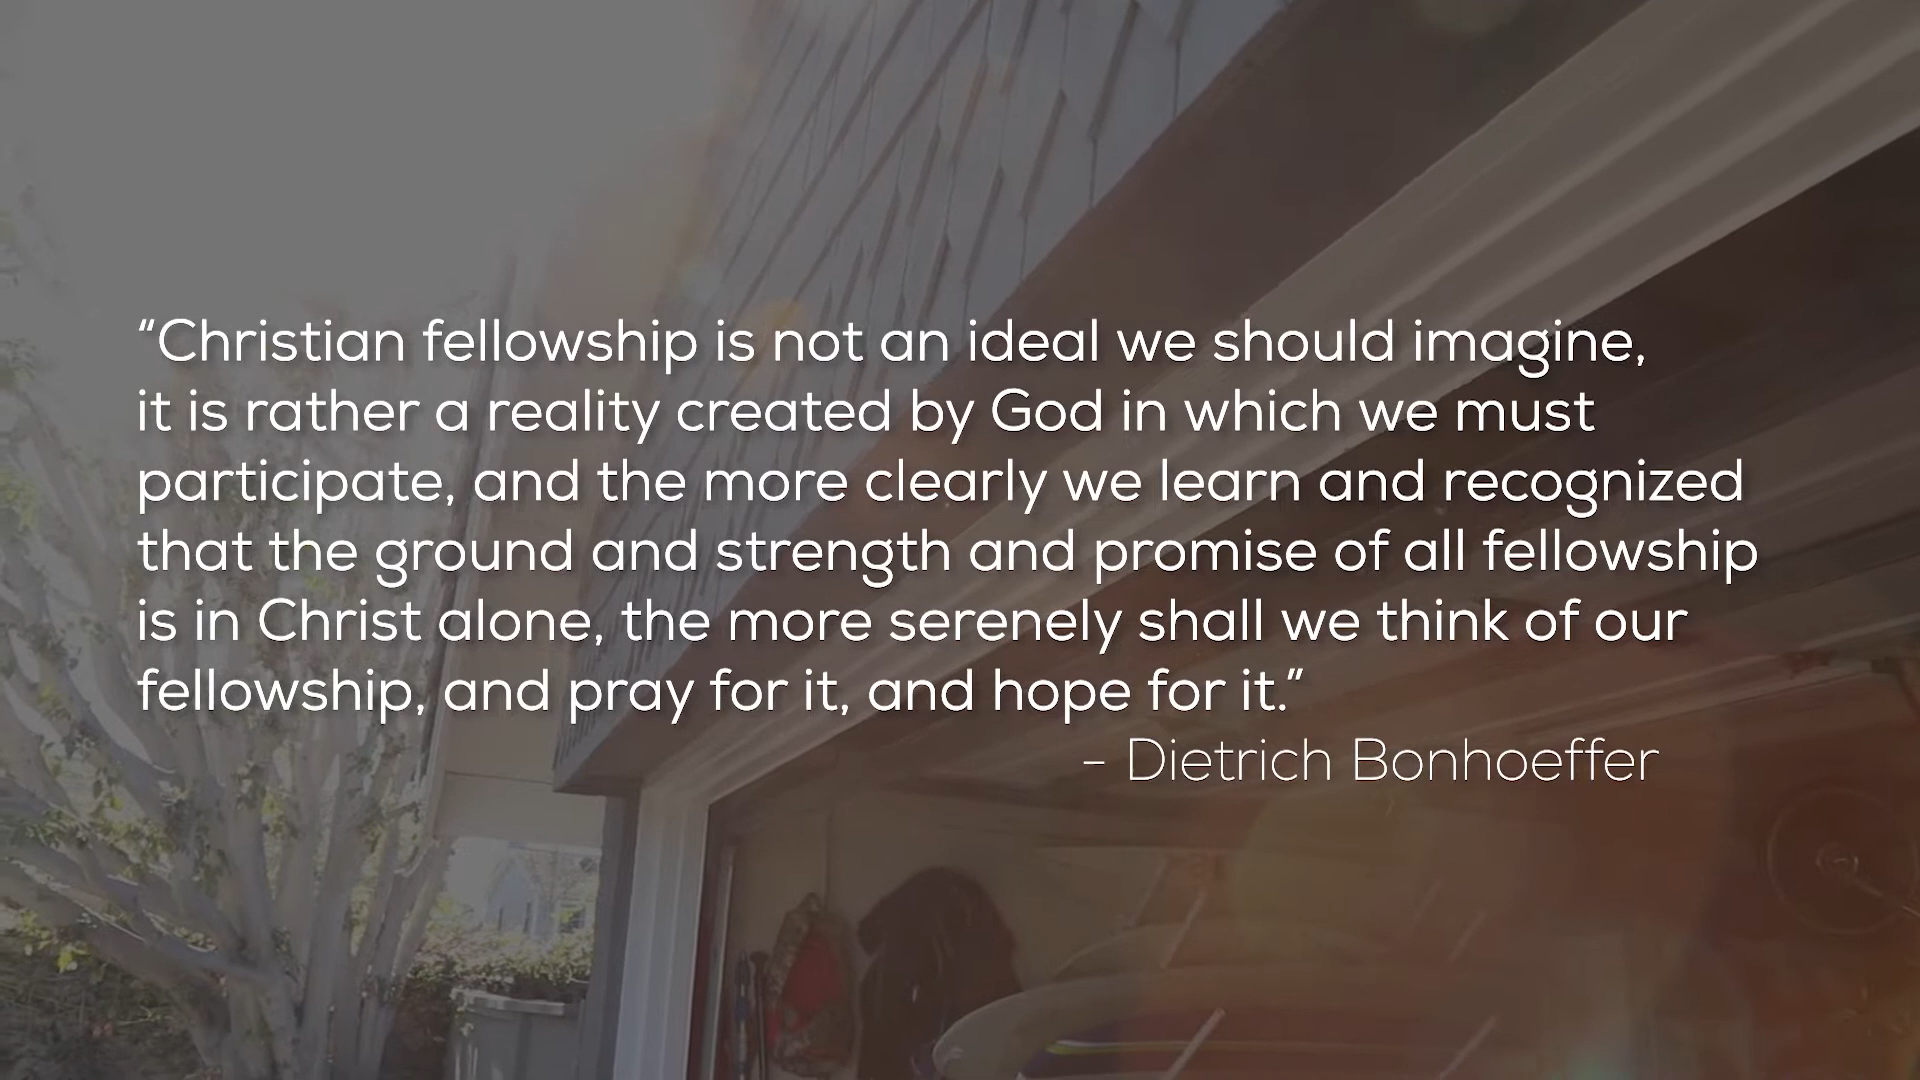 “Christian fellowship is not an ideal we should imagine,
it is rather a reality created by God in which we must
participate, and the more clearly we learn and recognized
that the ground and strength and promise of all fellowship
is in Christ alone, the more serenely shall we think of our
fellowship, and pray for it, and hope for it.”
- Dietrich Bonhoeffer